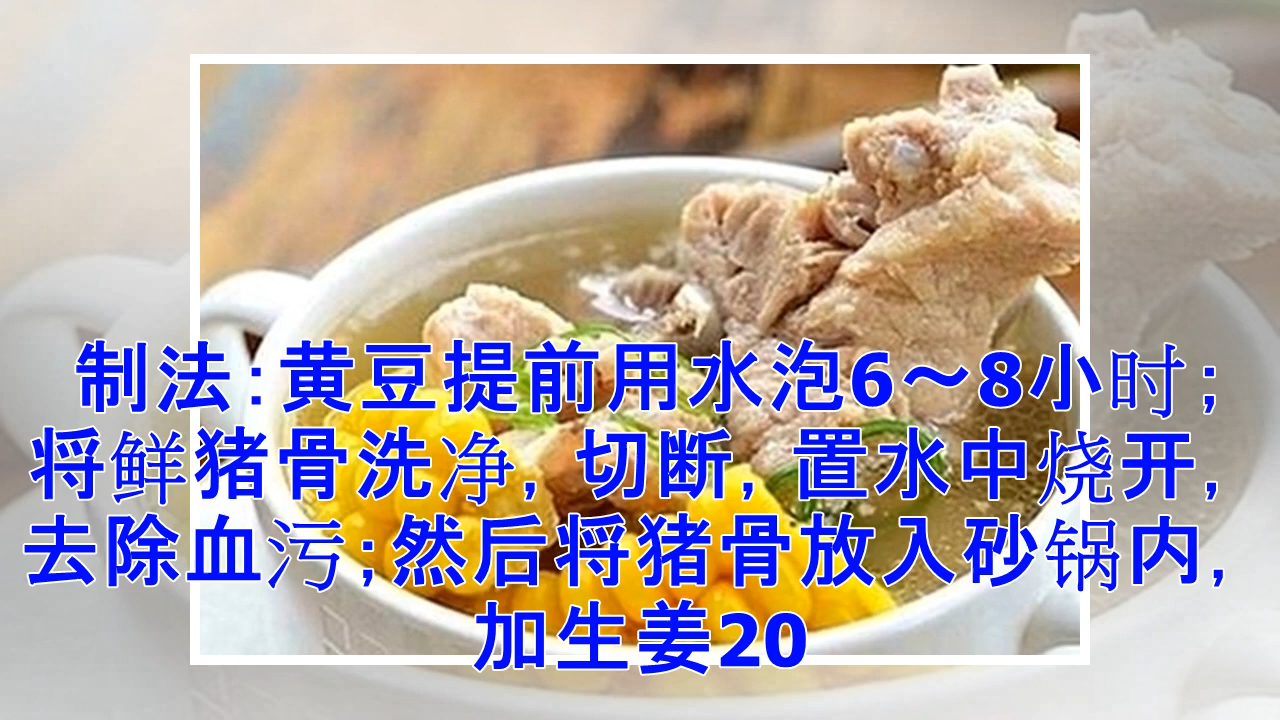 制法:黄豆提前用水泡6～8小时;
将鲜猪骨洗净, 切断, 置水中烧开,
去除血污;然后将猪骨放入砂锅内,
加生姜20